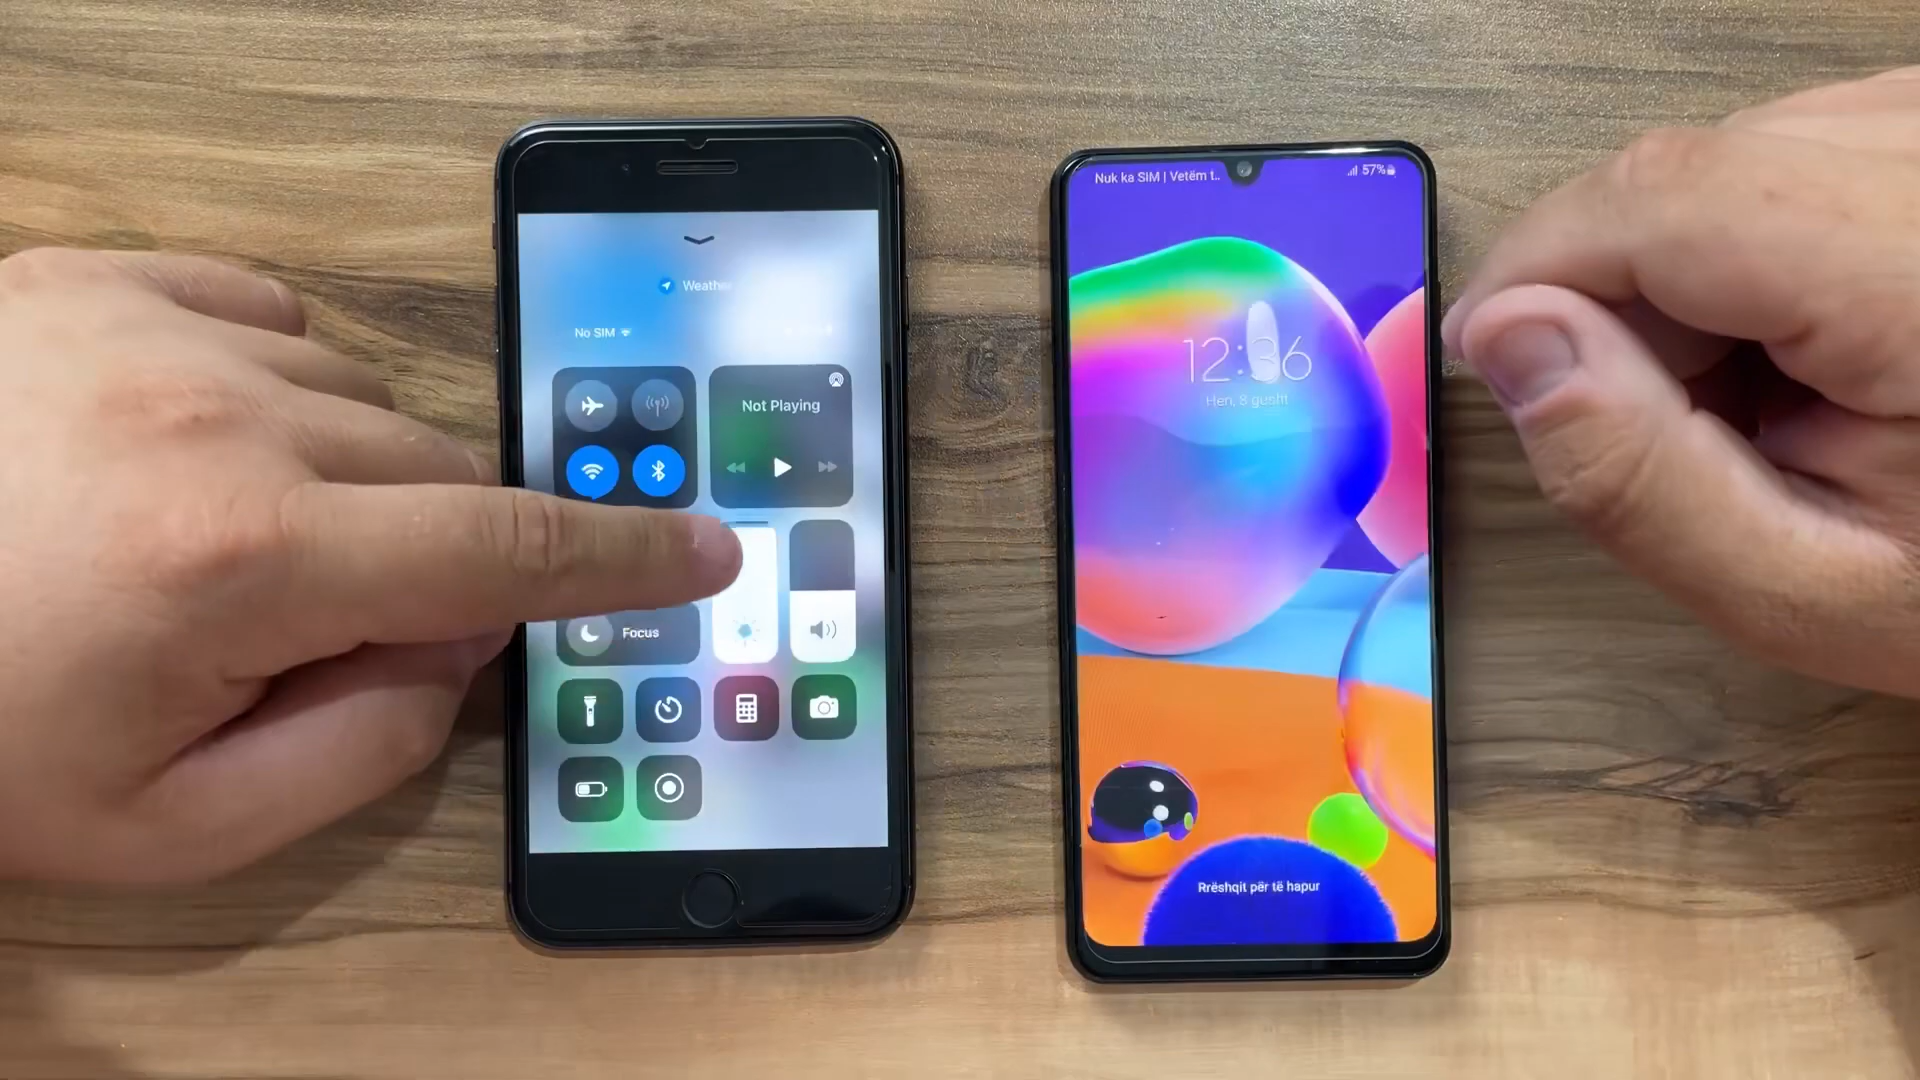 Weathe
No SIM
Not Playing
Focus
Nuk ka SIM | Vetëm t..
57%
12:36
Hën, 8 gusht
Rrëshqit për të hapur